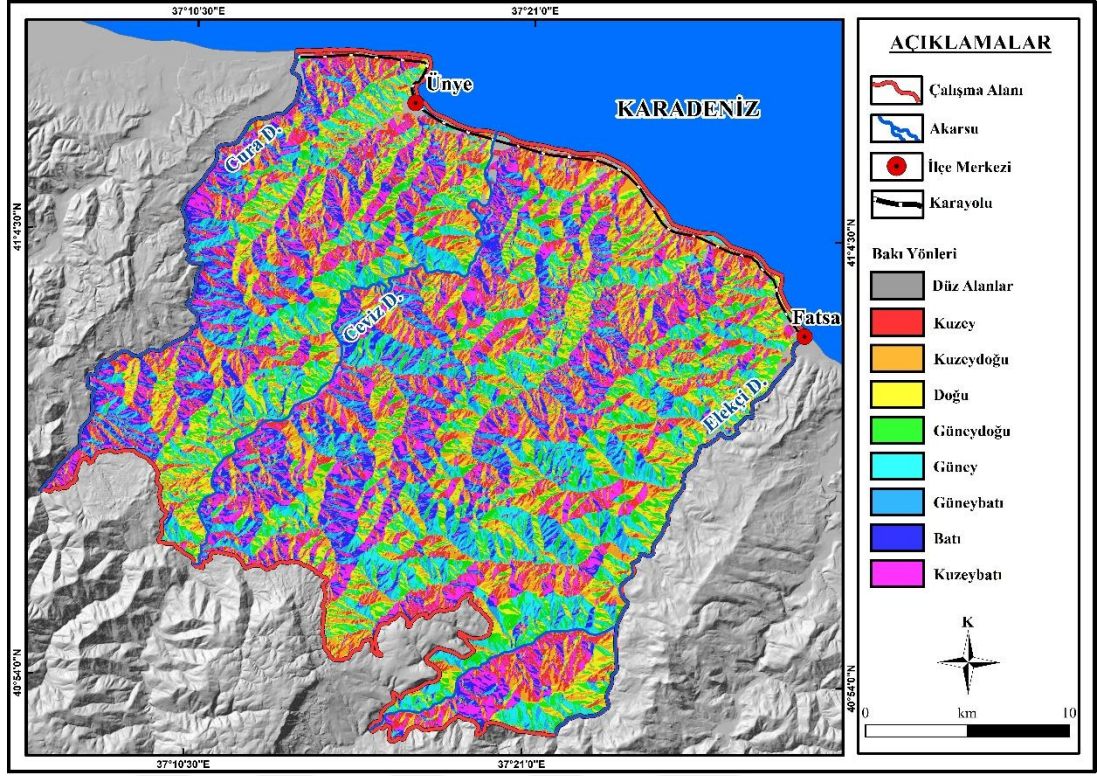 37°10'30"E
37°21'0"E
Ünye
KARADENİZ
Cura D.
41°4'30"N
41°4'30"N
Ceviz D.
Fatsa
Elekçi D.
40°54'0"N
40°54'0"N
37°10'30"E
37°21'0"E
AÇIKLAMALAR
Çalışma Alanı
Akarsu
İlçe Merkezi
Karayolu
Bakı Yönleri
Düz Alanlar
Kuzey
Kuzeydoğu
Doğu
Güneydoğu
Güney
Güneybatı
Batı
Kuzeybatı
K
0 km 10